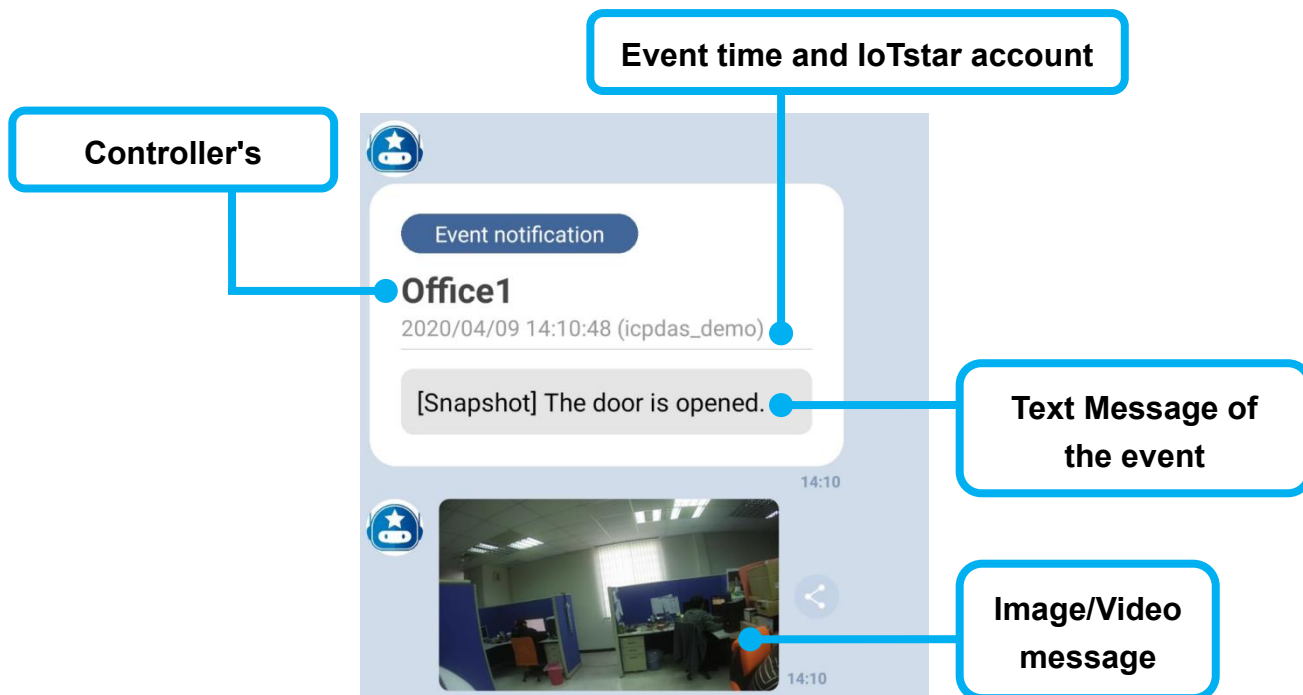 Event time and IoTstar account
Controller's
Event notification
Office1
2020/04/09 14:10:48 (icpdas_demo)
[Snapshot] The door is opened.
Text Message of
the event
14:10
Image/Video
message
14:10